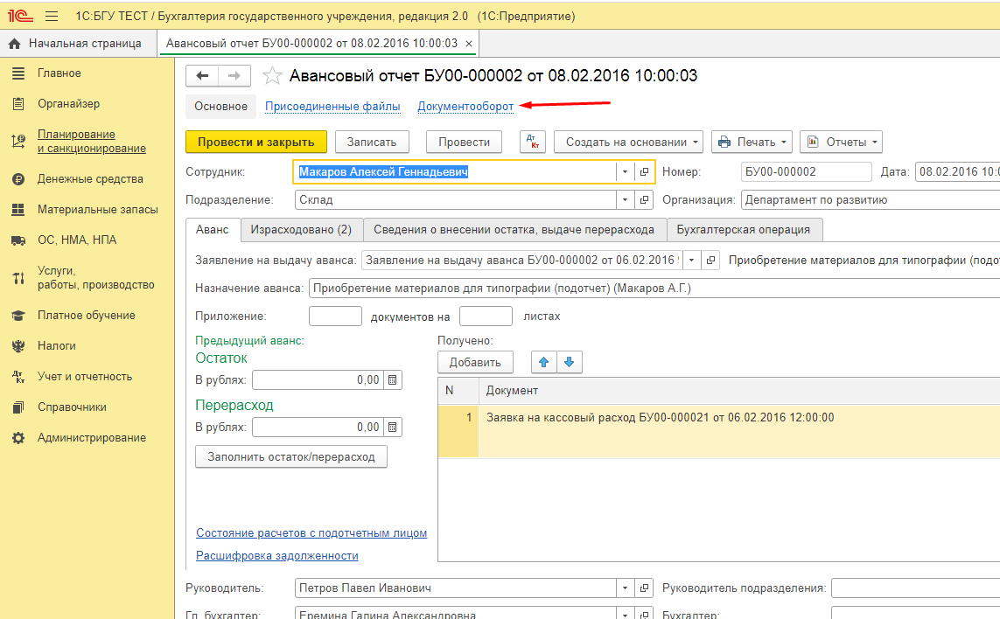 1С:БГУ ТЕСТ / Бухгалтерия государственного учреждения, редакция 2.0 (1С:Предприятие)
Начальная страница
Авансовый отчет БУ00-000002 от 08.02.2016 10:00:03 ×
Главное
Органайзер
Планирование
и санкционирование
Денежные средства
Материальные запасы
ОС, НМА, НПА
Услуги,
работы, производство
Платное обучение
Налоги
Учет и отчетность
Справочники
Администрирование
Авансовый отчет БУ00-000002 от 08.02.2016 10:00:03
Основное Присоединенные файлы Документооборот
Провести и закрыть Записать Провести Дт Кт Создать на основании Печать Отчеты
Сотрудник: Макаров Алексей Геннадьевич Номер: БУ00-000002 Дата: 08.02.2016 10:0
Подразделение: Склад Организация: Департамент по развитию
Аванс Израсходовано (2) Сведения о внесении остатка, выдаче перерасхода Бухгалтерская операция
Заявление на выдачу аванса: Заявление на выдачу аванса БУ00-000002 от 06.02.2016 Приобретение материалов для типографии (подо
Назначение аванса: Приобретение материалов для типографии (подотчет) (Макаров А.Г.)
Приложение: документов на листах
Предыдущий аванс: Получено:
Остаток Добавить
В рублях: 0,00
N Документ
Перерасход
1 Заявка на кассовый расход БУ00-000021 от 06.02.2016 12:00:00
В рублях: 0,00
Заполнить остаток/перерасход
Состояние расчетов с подотчетным лицом
Расшифровка задолженности
Руководитель: Петров Павел Иванович Руководитель подразделения:
Гл. бухгалтер: Еремина Галина Александровна Бухгалтер: